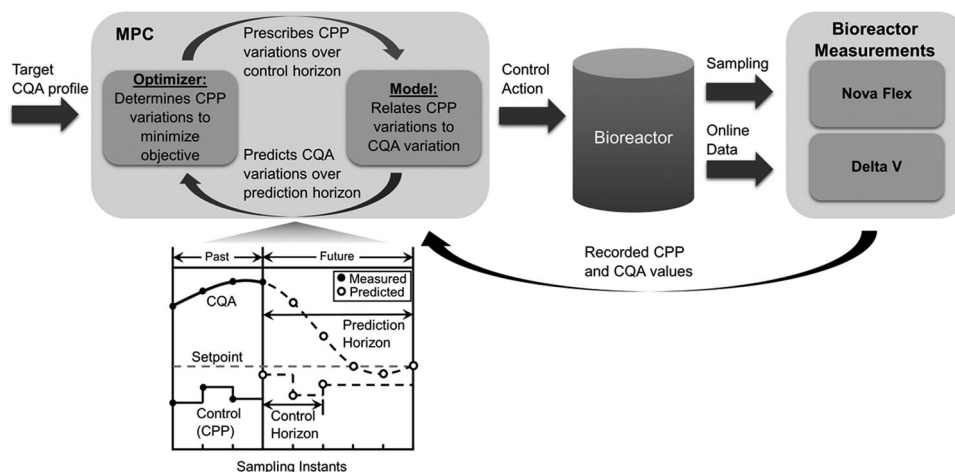 Target
CQA profile
MPC
Optimizer:
Determines CPP
variations to
minimize
objective
Prescribes CPP
variations over
control horizon
Predicts CQA
variations over
prediction horizon
Model:
Relates CPP
variations to
CQA variation
Control
Action
Bioreactor
Sampling
Online
Data
Bioreactor
Measurements
Nova Flex
Delta V
Recorded CPP
and CQA values
Past
Future
Measured
Predicted
CQA
Prediction
Horizon
Setpoint
Control
(CPP)
Control
Horizon
Sampling Instants